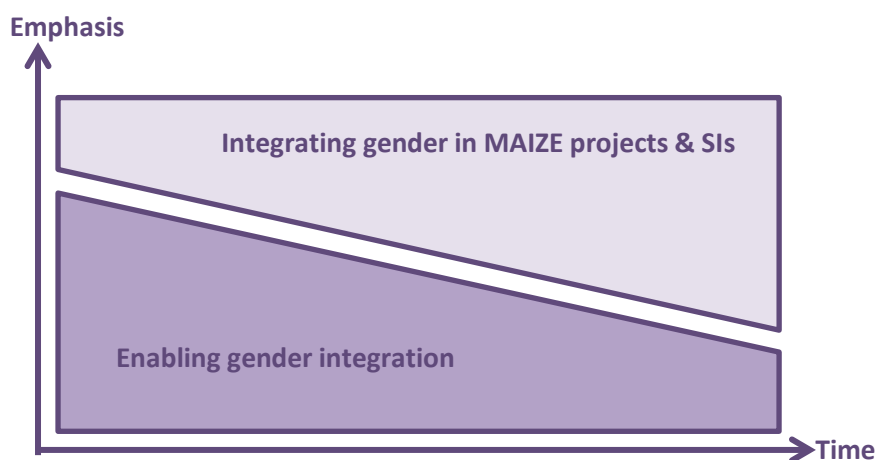 Emphasis
Integrating gender in MAIZE projects & SIs
Enabling gender integration
Time